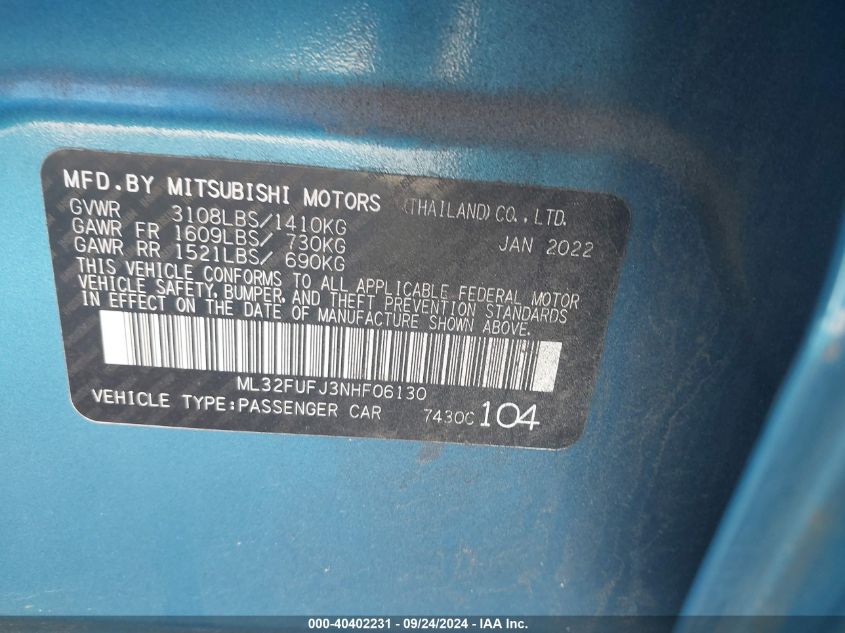 MFD.BY MITSUBISHI MOTORS (THAILAND) CO., LTD.
GVWR 3108LBS/1410KG
GAWR FR 1609LBS/ 730KG JAN 2022
GAWR RR 1521LBS/ 690KG
THIS VEHICLE CONFORMS TO ALL APPLICABLE FEDERAL MOTOR
VEHICLE SAFETY, BUMPER, AND THEFT PREVENTION STANDARDS
IN EFFECT ON THE DATE OF MANUFACTURE SHOWN ABOVE.
ML32FUFJ3NHF06130
VEHICLE TYPE:PASSENGER CAR 7430C 104
000-40402231 - 09/24/2024 - IAA Inc.